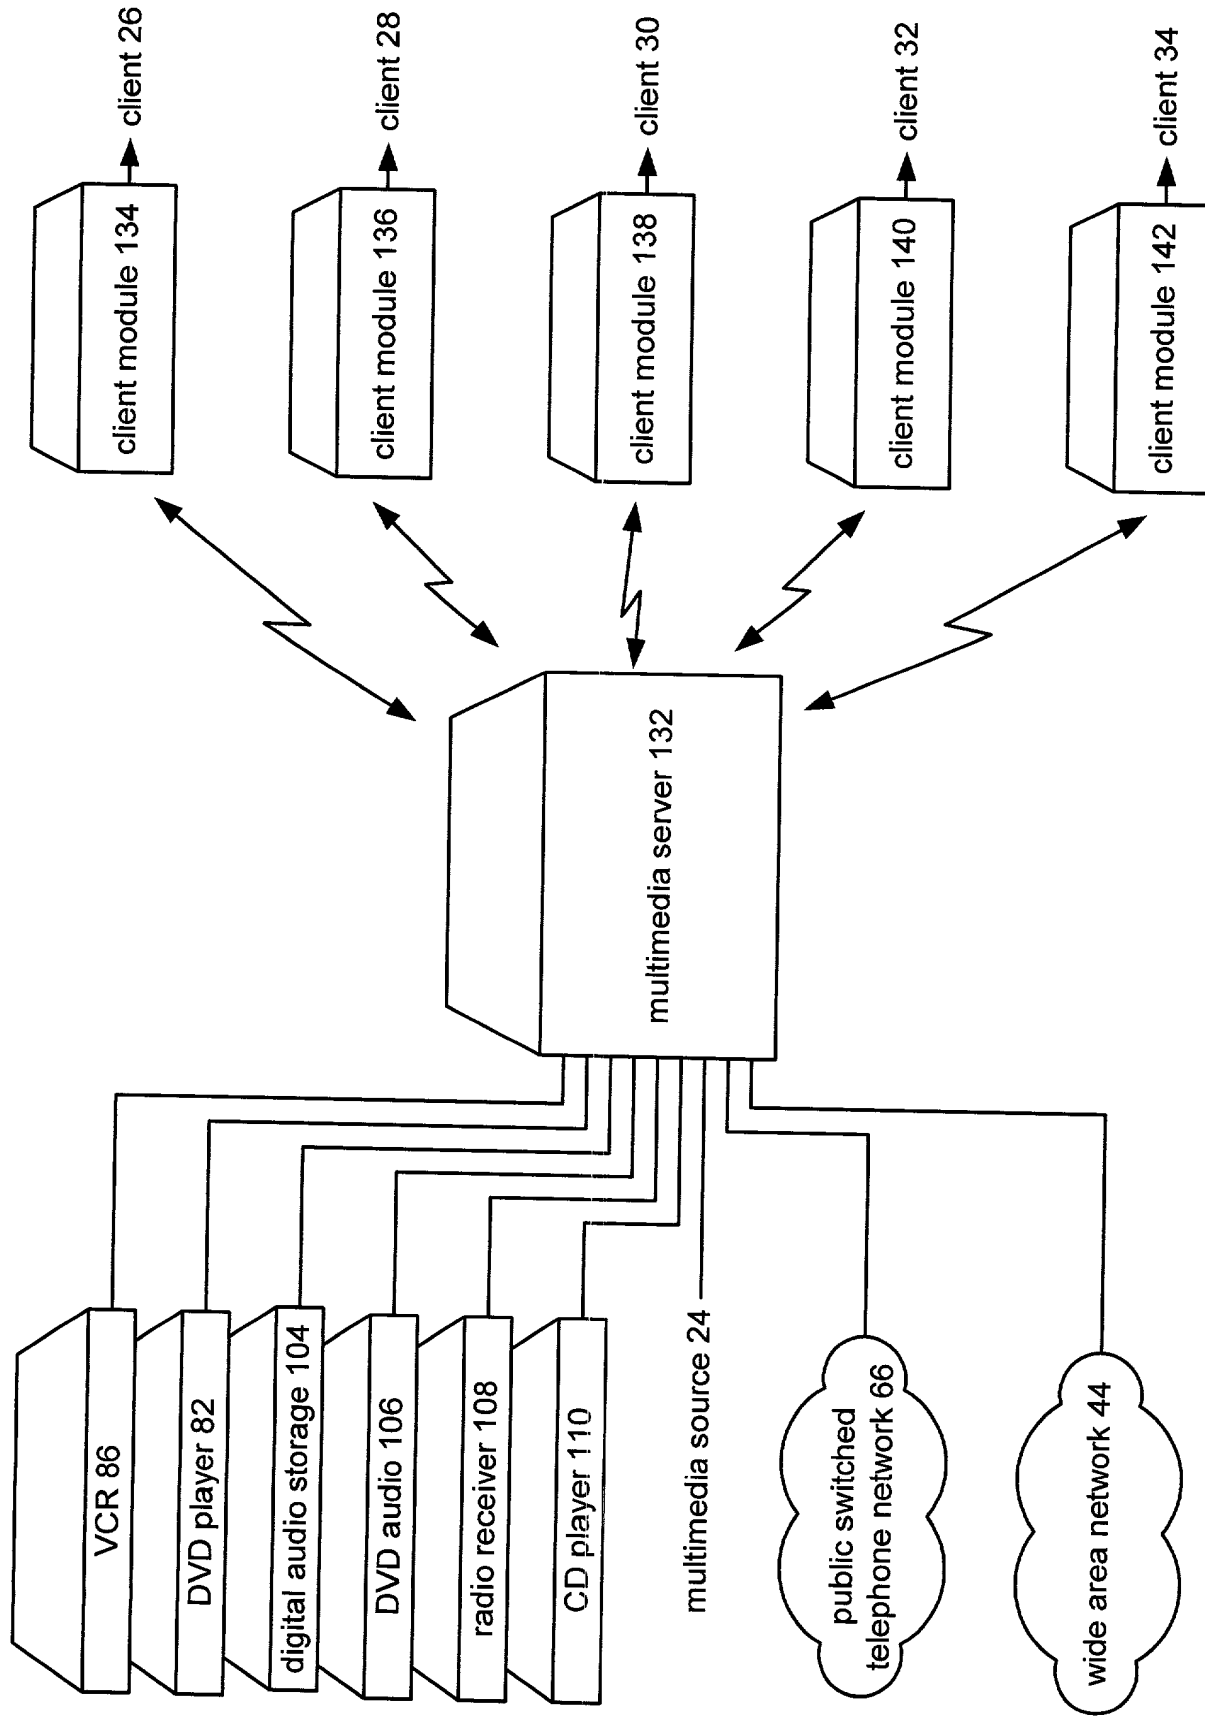 VCR 86
DVD player 82
digital audio storage 104
DVD audio 106
radio receiver 108
CD player 110
multimedia source 24
public switched
telephone network 66
wide area network 44
multimedia server 132
client module 134
client 26
client module 136
client 28
client module 138
client 30
client module 140
client 32
client module 142
client 34